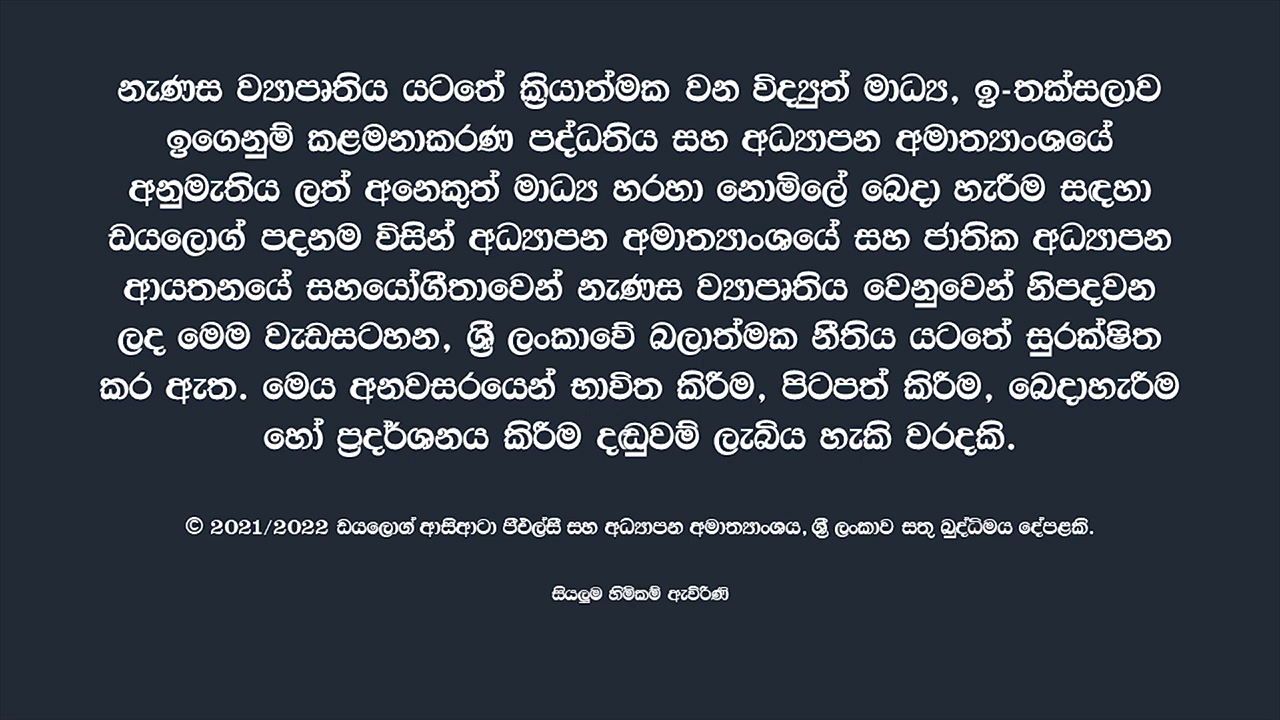 නැණස ව්‍යාපෘතිය යටතේ ක්‍රියාත්මක වන විද්‍යුත් මාධ්‍ය, ඉ-තක්සලාව
ඉගෙනුම් කළමනාකරණ පද්ධතිය සහ අධ්‍යාපන අමාත්‍යාංශයේ
අනුමැතිය ලත් අනෙකුත් මාධ්‍ය හරහා නොමිලේ බෙදා හැරීම සඳහා
ඩයලොග් පදනම විසින් අධ්‍යාපන අමාත්‍යාංශයේ සහ ජාතික අධ්‍යාපන
ආයතනයේ සහයෝගීතාවෙන් නැණස ව්‍යාපෘතිය වෙනුවෙන් නිපදවන
ලද මෙම වැඩසටහන, ශ්‍රී ලංකාවේ බලාත්මක නීතිය යටතේ සුරක්ෂිත
කර ඇත. මෙය අනවසරයෙන් භාවිත කිරීම, පිටපත් කිරීම, බෙදාහැරීම
හෝ ප්‍රදර්ශනය කිරීම දඬුවම් ලැබිය හැකි වරදකි.
© 2021/2022 ඩයලොග් ආසිආටා පීඑල්සී සහ අධ්‍යාපන අමාත්‍යාංශය, ශ්‍රී ලංකාව සතු බුද්ධිමය දේපළකි.
සියලුම හිමිකම් ඇව්රිණි